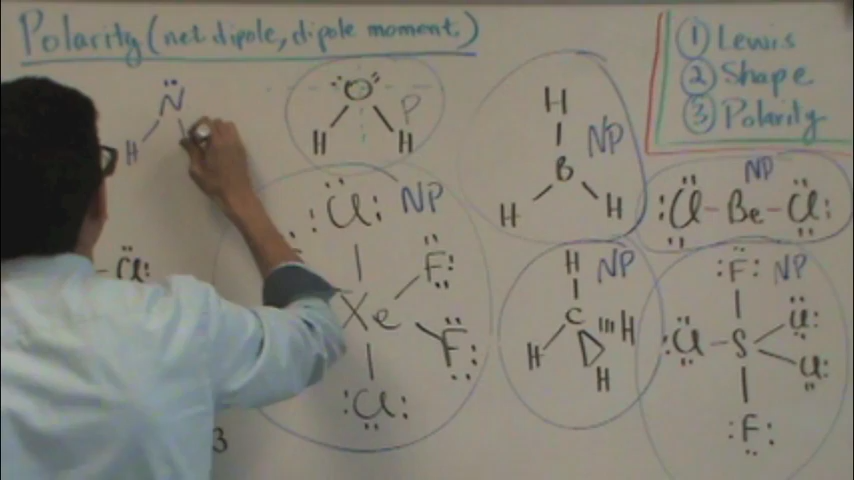 Polarity (net dipole, dipole moment)
① Lewis
② Shape
③ Polarity
N
H
O
H H
P
H
B
H H
NP
NP
:Cl-Be-Cl:
NP
:Cl:
F:
Xe
F:
:Cl:
-Cl:
NP
H
C
H H
H
NP
:F:
:Cl-S
Cl:
Cl:
:F:
3